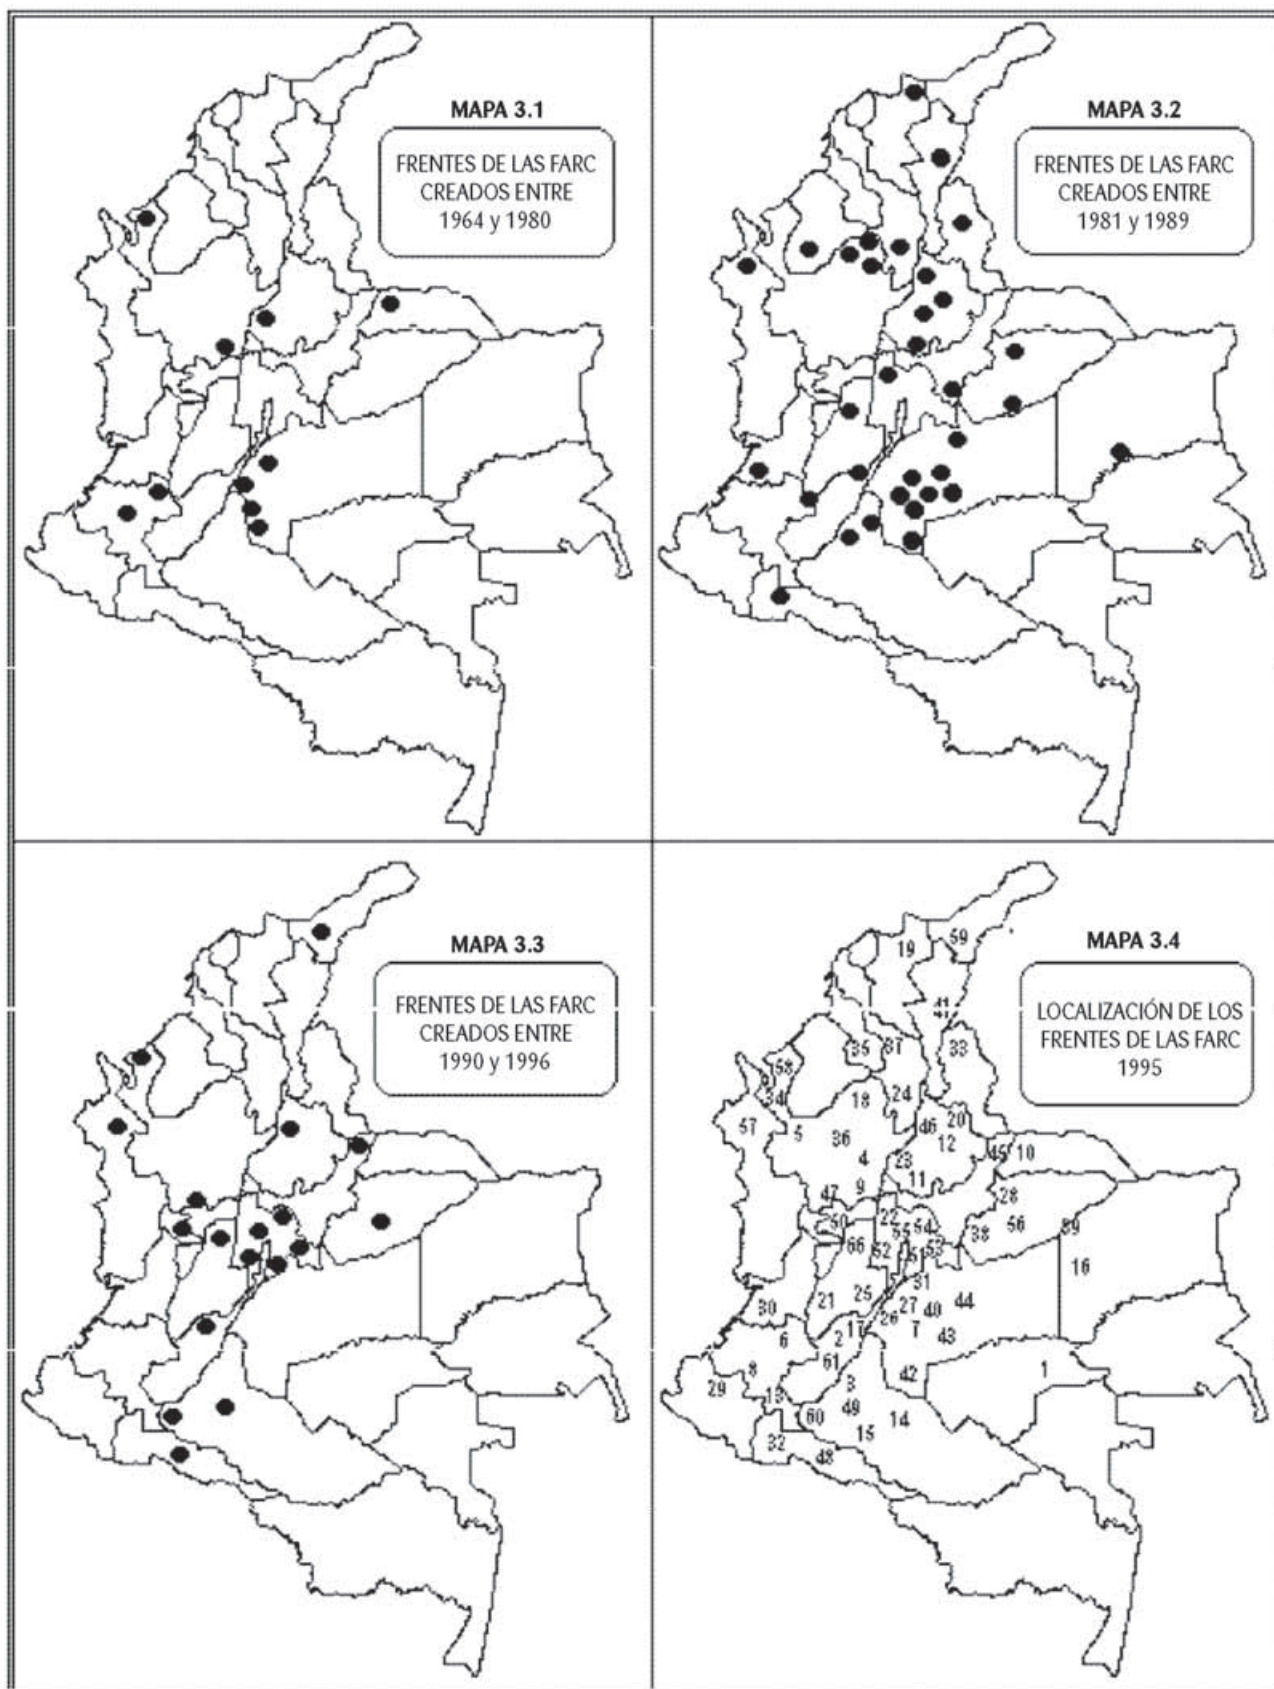 MAPA 3.1
FRENTES DE LAS FARC
CREADOS ENTRE
1964 y 1980
MAPA 3.2
FRENTES DE LAS FARC
CREADOS ENTRE
1981 y 1989
MAPA 3.3
FRENTES DE LAS FARC
CREADOS ENTRE
1990 y 1996
MAPA 3.4
LOCALIZACIÓN DE LOS
FRENTES DE LAS FARC
1995
19 59
41
58 35 37 33
34 18 24
57 5 36 46 20
4 12
23 45 10
47 9 11 28
50 22 54 56 39
66 52 55 51 53 38
16
30 21 25 31
26 27 40 44
6 2 17 7 43
61 1
8 3 42
29 13
60 49 14
32 15
48